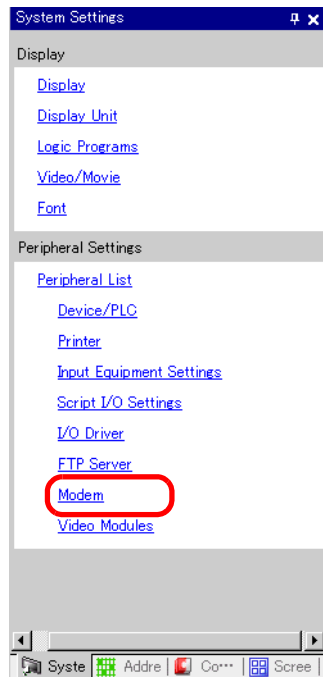 System Settings
Display
Display
Display Unit
Logic Programs
Video/Movie
Font
Peripheral Settings
Peripheral List
Device/PLC
Printer
Input Equipment Settings
Script I/O Settings
I/O Driver
FTP Server
Modem
Video Modules
Syste Addre Co··· Scree